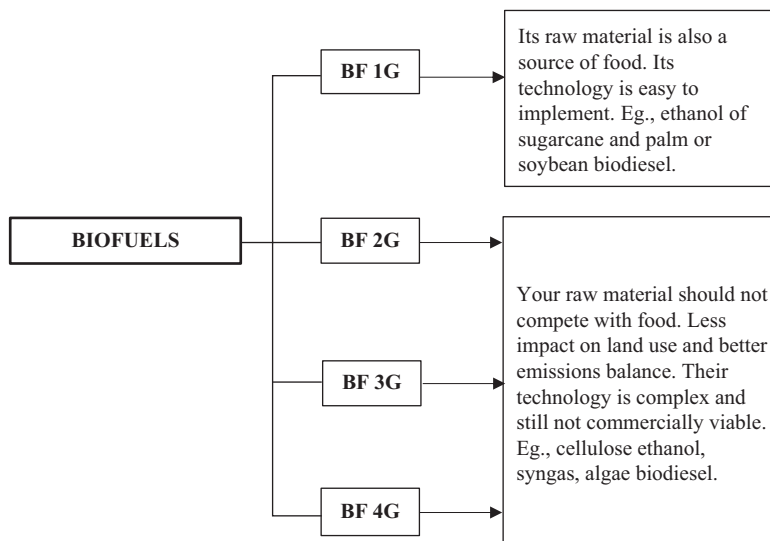 BF 1G
Its raw material is also a
source of food. Its
technology is easy to
implement. Eg., ethanol of
sugarcane and palm or
soybean biodiesel.
BIOFUELS
BF 2G
BF 3G
BF 4G
Your raw material should not
compete with food. Less
impact on land use and better
emissions balance. Their
technology is complex and
still not commercially viable.
Eg., cellulose ethanol,
syngas, algae biodiesel.